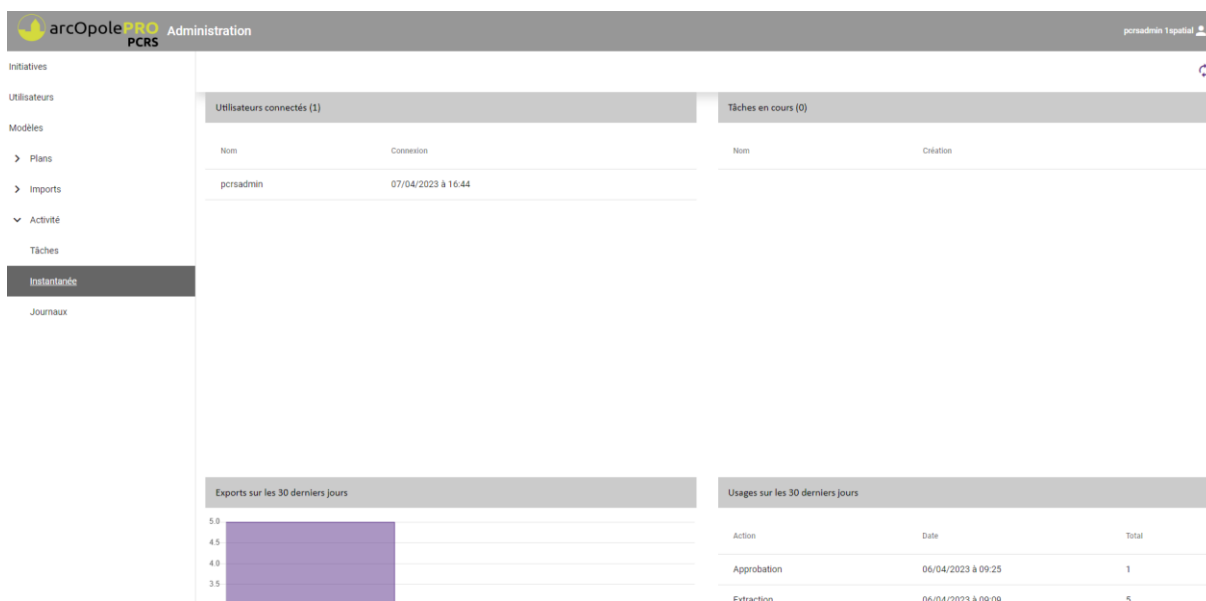 arcOpolePRO Administration
PCRS
pcrsadmin 1spatial
Initiatives
Utilisateurs
Modèles
Plans
Imports
Activité
Tâches
Instantanée
Journaux
Utilisateurs connectés (1)
Nom Connexion
pcrsadmin 07/04/2023 à 16:44
Tâches en cours (0)
Nom Création
Exports sur les 30 derniers jours
5.0
4.5
4.0
3.5
Usages sur les 30 derniers jours
Action Date Total
Approbation 06/04/2023 à 09:25 1
Extraction 06/04/2023 à 09:09 5